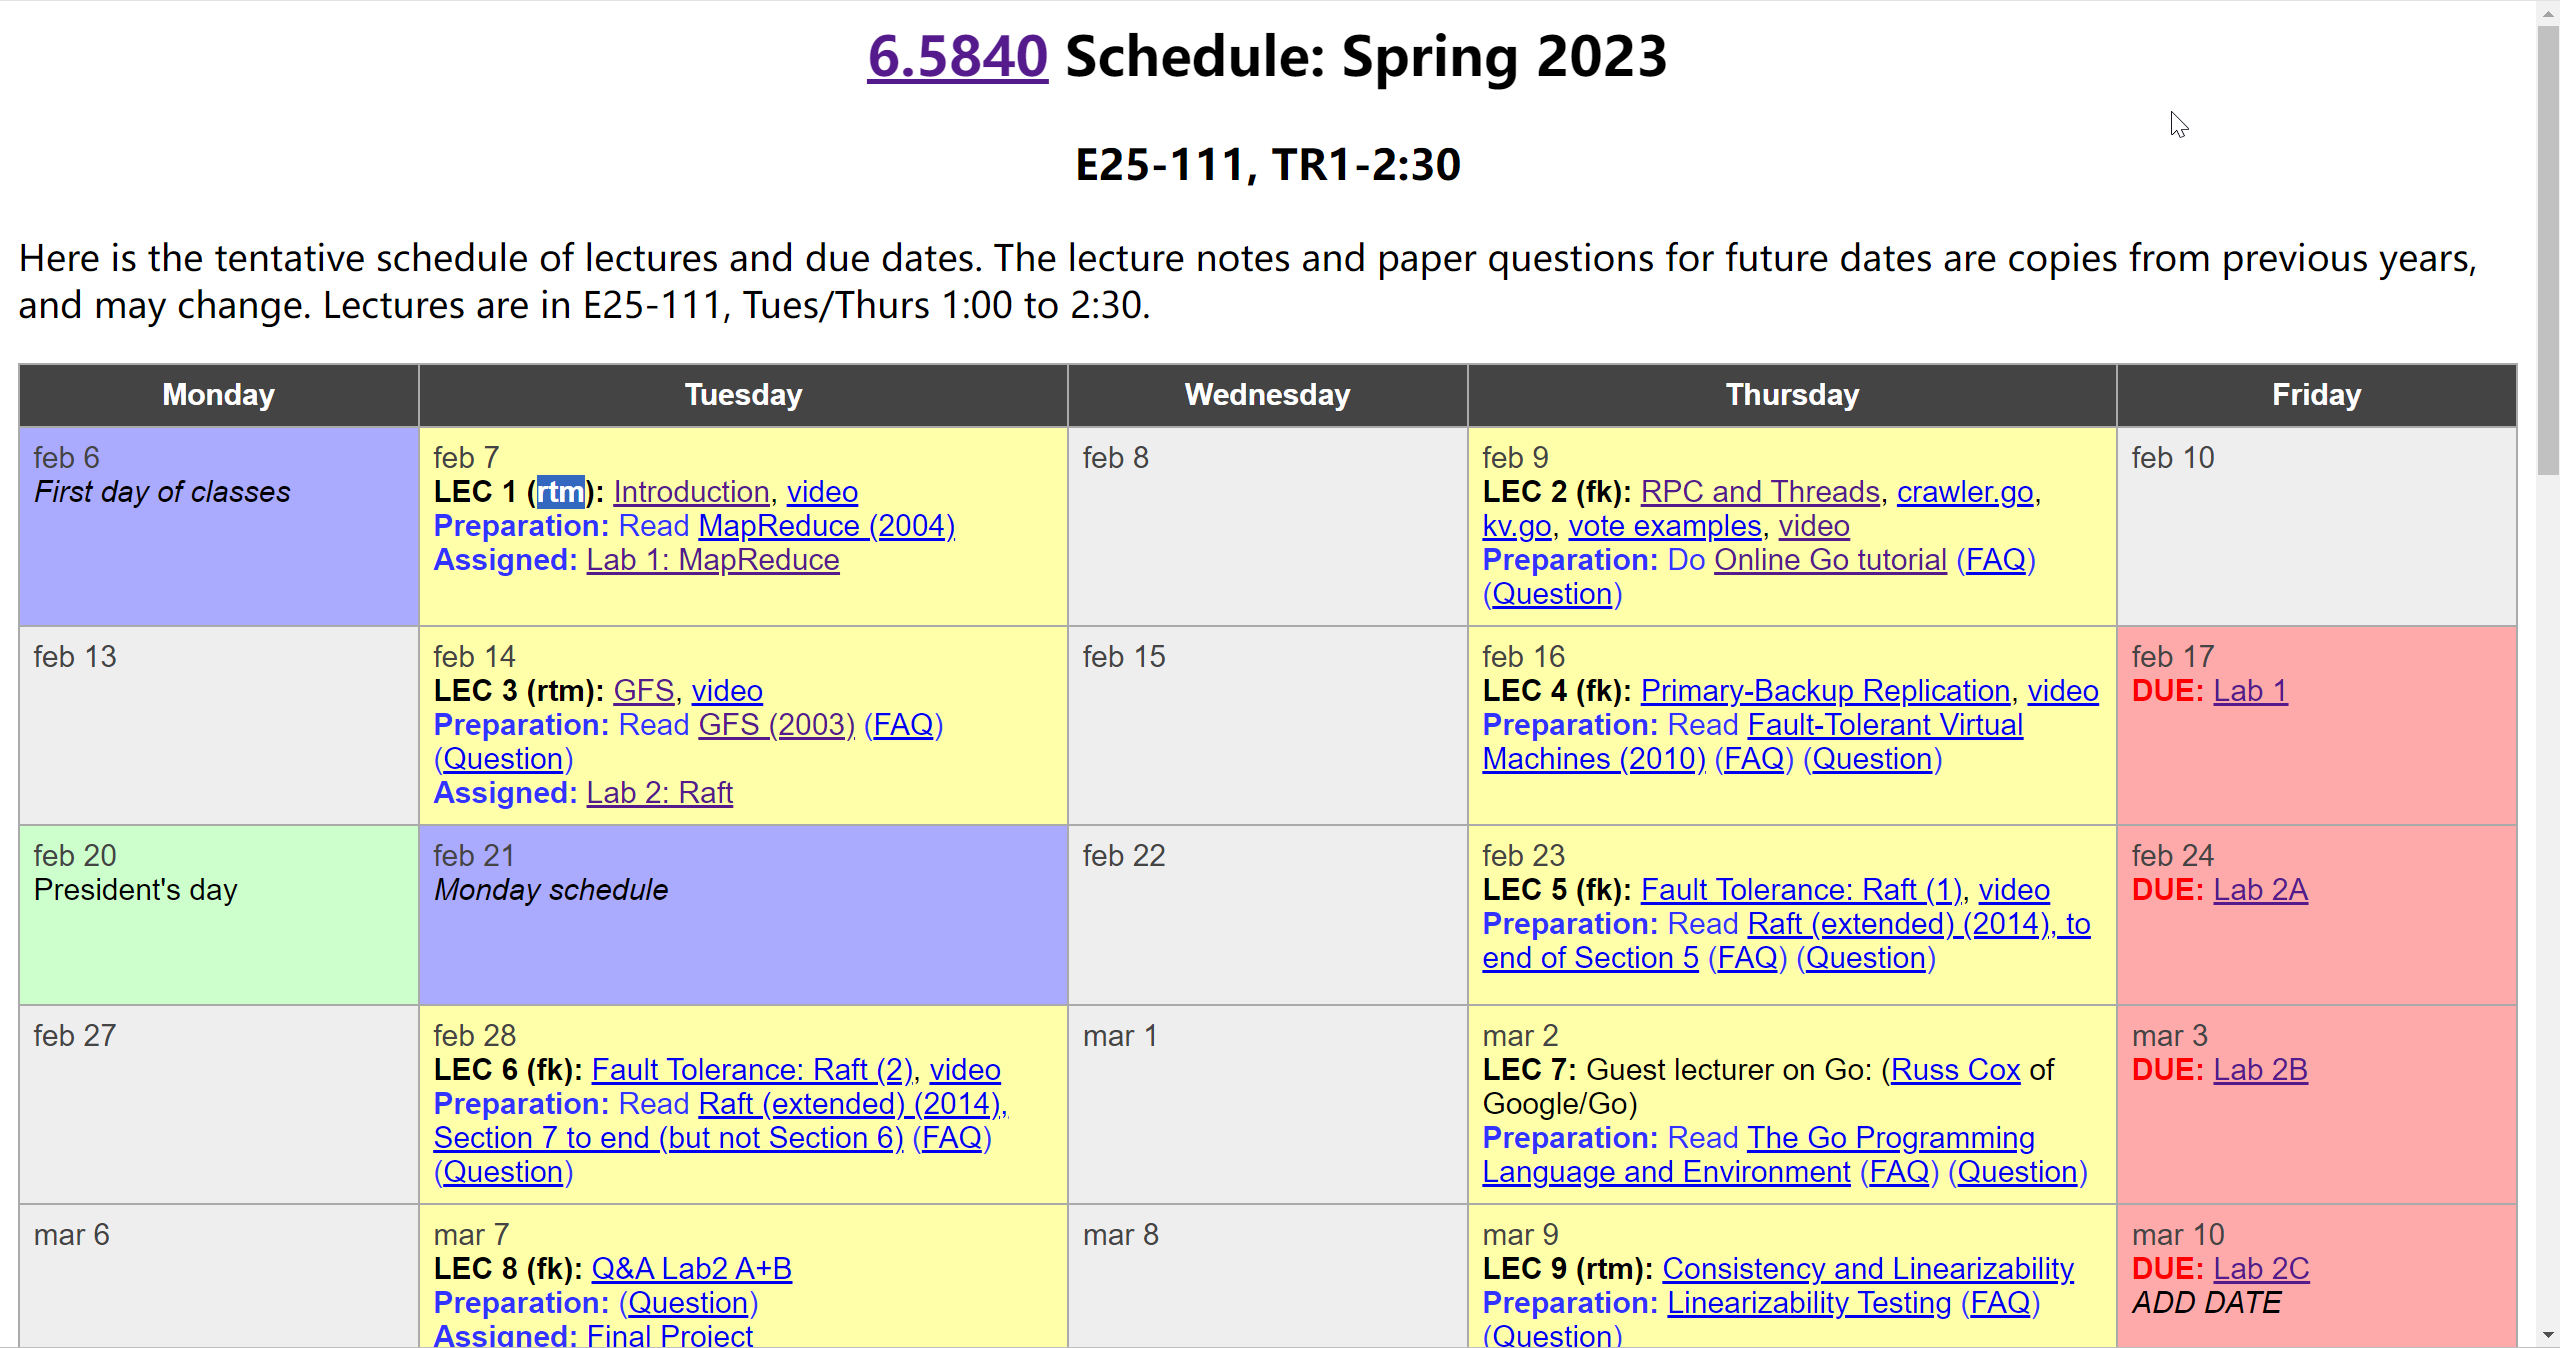 6.5840 Schedule: Spring 2023
E25-111, TR1-2:30
Here is the tentative schedule of lectures and due dates. The lecture notes and paper questions for future dates are copies from previous years,
and may change. Lectures are in E25-111, Tues/Thurs 1:00 to 2:30.
Monday
Tuesday
Wednesday
Thursday
Friday
feb 6
First day of classes
feb 7
LEC 1 (rtm): Introduction, video
Preparation: Read MapReduce (2004)
Assigned: Lab 1: MapReduce
feb 8
feb 9
LEC 2 (fk): RPC and Threads, crawler.go,
kv.go, vote examples, video
Preparation: Do Online Go tutorial (FAQ)
(Question)
feb 10
feb 13
feb 14
LEC 3 (rtm): GFS, video
Preparation: Read GFS (2003) (FAQ)
(Question)
Assigned: Lab 2: Raft
feb 15
feb 16
LEC 4 (fk): Primary-Backup Replication, video
Preparation: Read Fault-Tolerant Virtual
Machines (2010) (FAQ) (Question)
feb 17
DUE: Lab 1
feb 20
President's day
feb 21
Monday schedule
feb 22
feb 23
LEC 5 (fk): Fault Tolerance: Raft (1), video
Preparation: Read Raft (extended) (2014), to
end of Section 5 (FAQ) (Question)
feb 24
DUE: Lab 2A
feb 27
feb 28
LEC 6 (fk): Fault Tolerance: Raft (2), video
Preparation: Read Raft (extended) (2014),
Section 7 to end (but not Section 6) (FAQ)
(Question)
mar 1
mar 2
LEC 7: Guest lecturer on Go: (Russ Cox of
Google/Go)
Preparation: Read The Go Programming
Language and Environment (FAQ) (Question)
mar 3
DUE: Lab 2B
mar 6
mar 7
LEC 8 (fk): Q&A Lab2 A+B
Preparation: (Question)
Assigned: Final Project
mar 8
mar 9
LEC 9 (rtm): Consistency and Linearizability
Preparation: Linearizability Testing (FAQ)
(Question)
mar 10
DUE: Lab 2C
ADD DATE